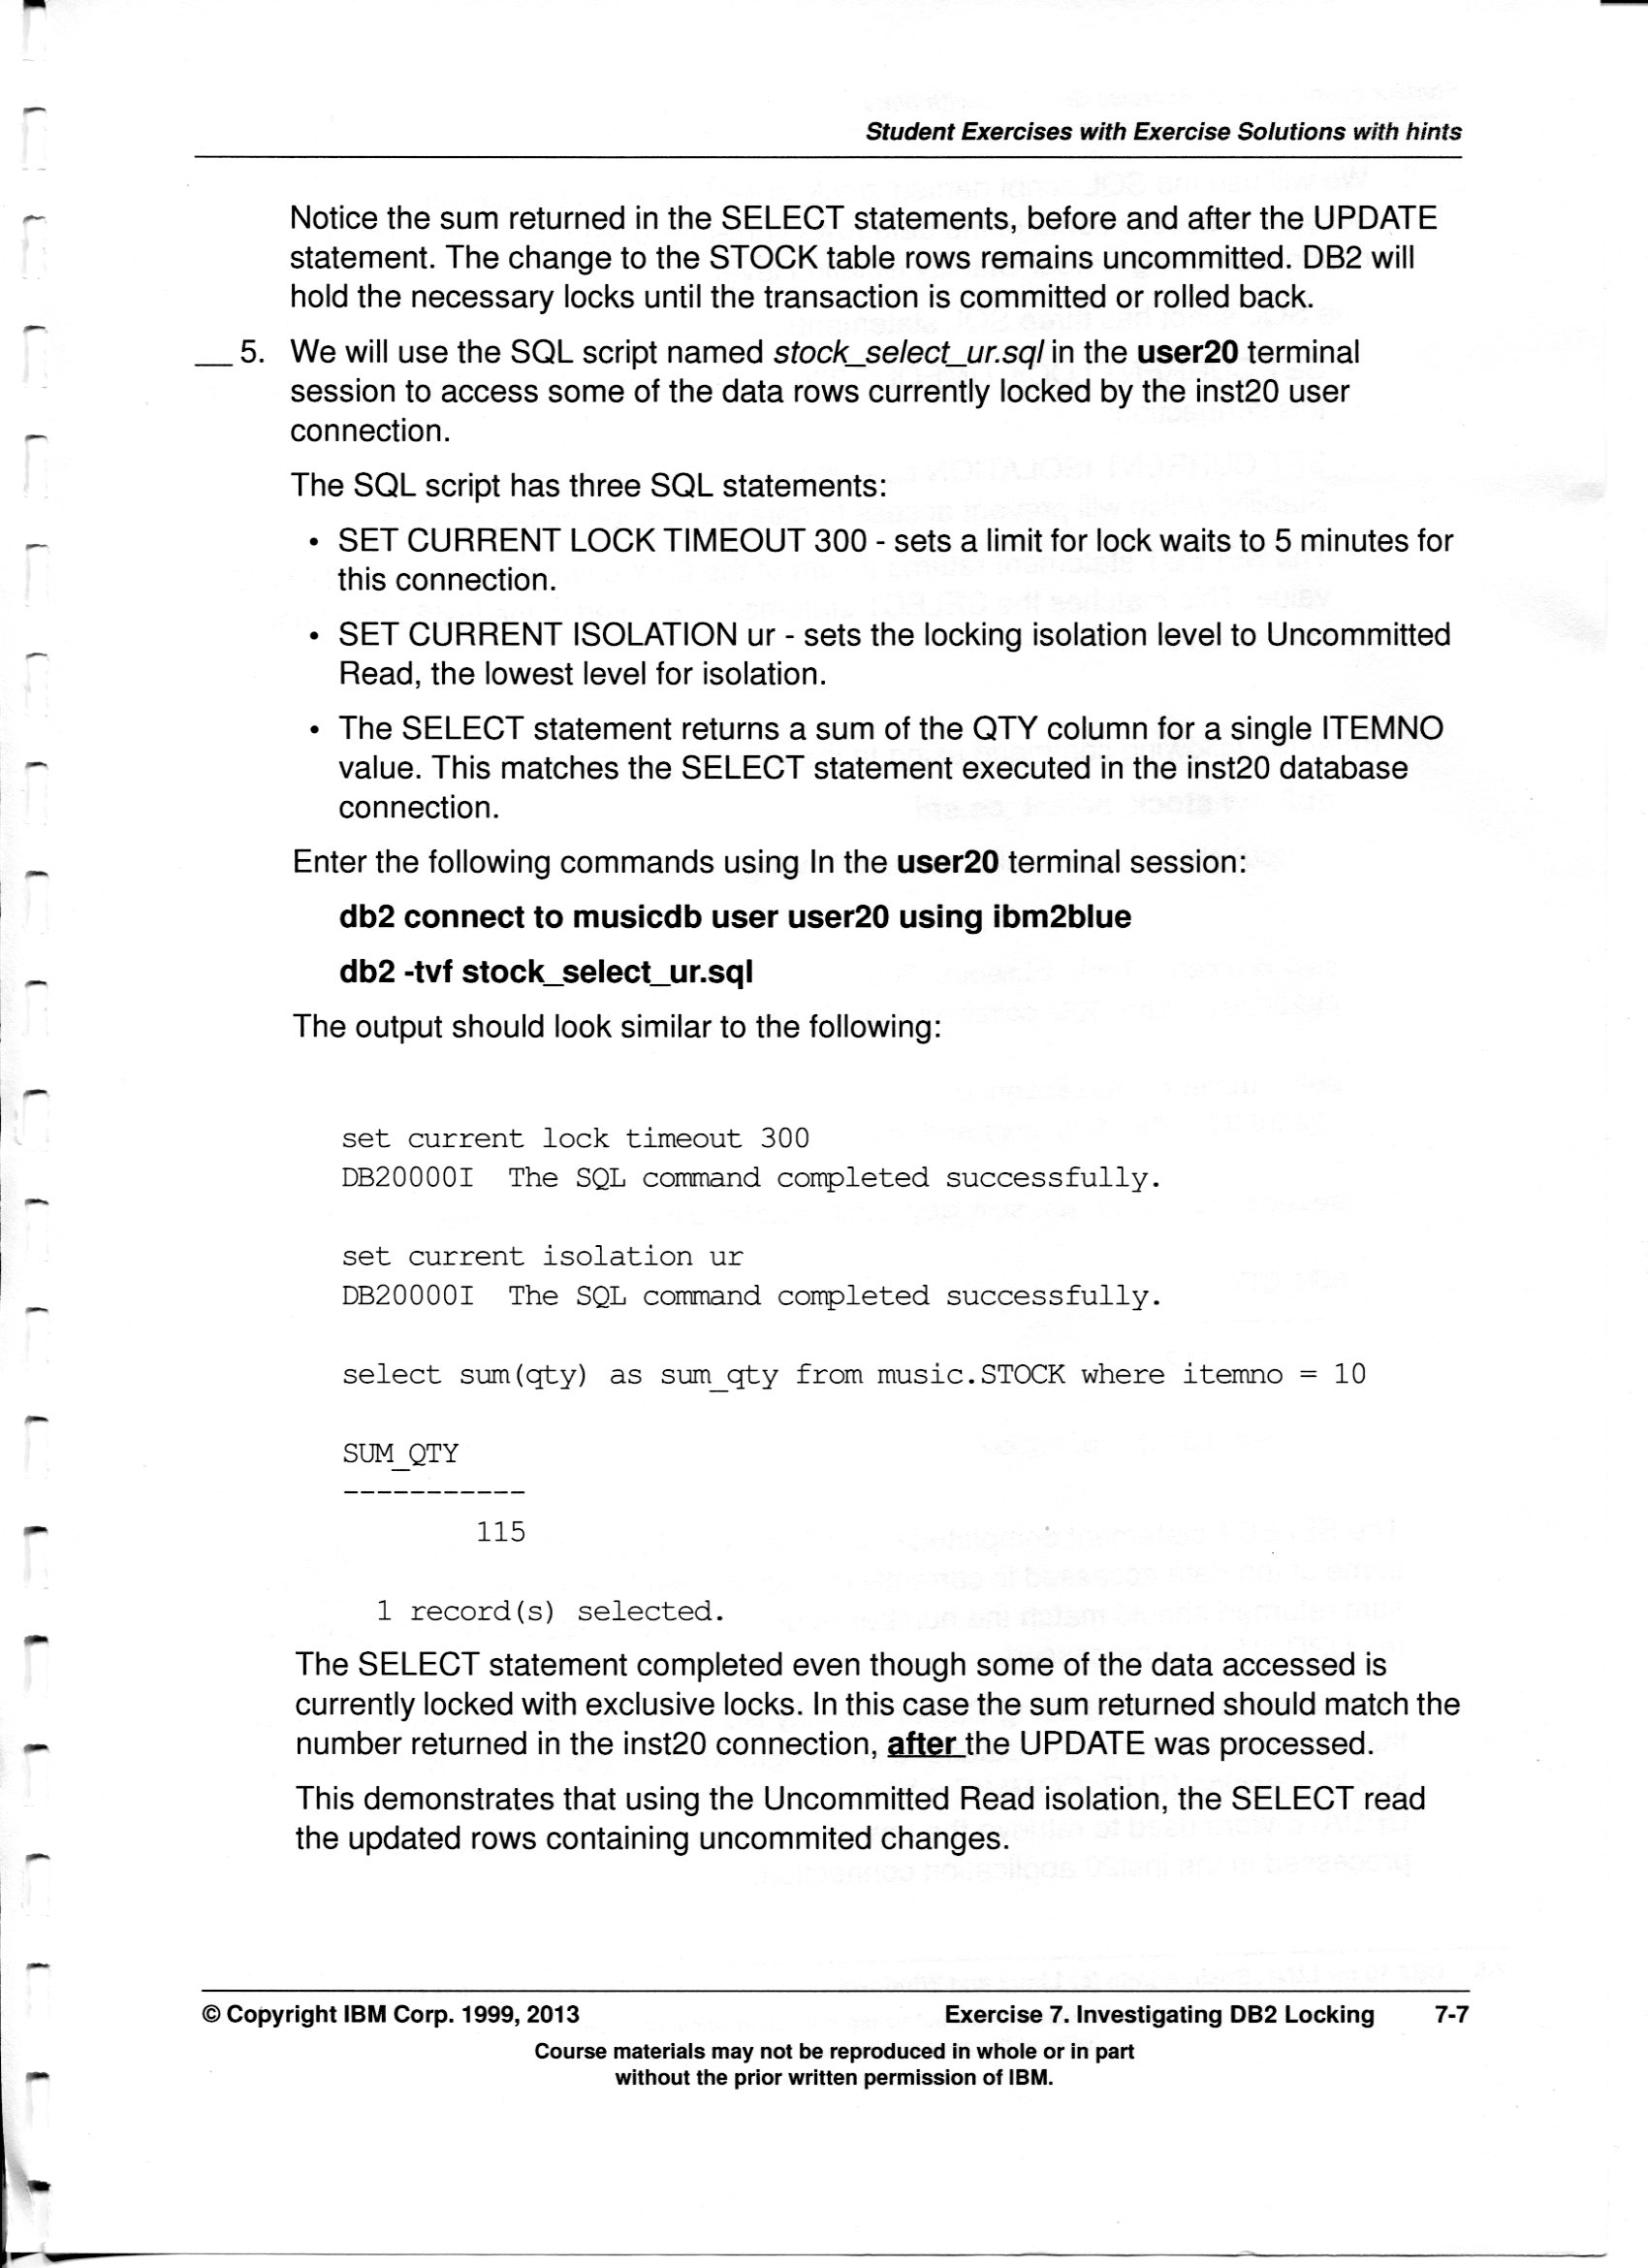 Student Exercises with Exercise Solutions with hints
Notice the sum returned in the SELECT statements, before and after the UPDATE
statement. The change to the STOCK table rows remains uncommitted. DB2 will
hold the necessary locks until the transaction is committed or rolled back.
__ 5. We will use the SQL script named stock_select_ur.sql in the user20 terminal
session to access some of the data rows currently locked by the inst20 user
connection.
The SQL script has three SQL statements:
• SET CURRENT LOCK TIMEOUT 300 - sets a limit for lock waits to 5 minutes for
this connection.
• SET CURRENT ISOLATION ur - sets the locking isolation level to Uncommitted
Read, the lowest level for isolation.
• The SELECT statement returns a sum of the QTY column for a single ITEMNO
value. This matches the SELECT statement executed in the inst20 database
connection.
Enter the following commands using In the user20 terminal session:
db2 connect to musicdb user user20 using ibm2blue
db2 -tvf stock_select_ur.sql
The output should look similar to the following:
set current lock timeout 300
DB20000I  The SQL command completed successfully.
set current isolation ur
DB20000I  The SQL command completed successfully.
select sum(qty) as sum_qty from music.STOCK where itemno = 10
SUM_QTY
-----------
115
1 record(s) selected.
The SELECT statement completed even though some of the data accessed is
currently locked with exclusive locks. In this case the sum returned should match the
number returned in the inst20 connection, after the UPDATE was processed.
This demonstrates that using the Uncommitted Read isolation, the SELECT read
the updated rows containing uncommited changes.
© Copyright IBM Corp. 1999, 2013 Exercise 7. Investigating DB2 Locking 7-7
Course materials may not be reproduced in whole or in part
without the prior written permission of IBM.